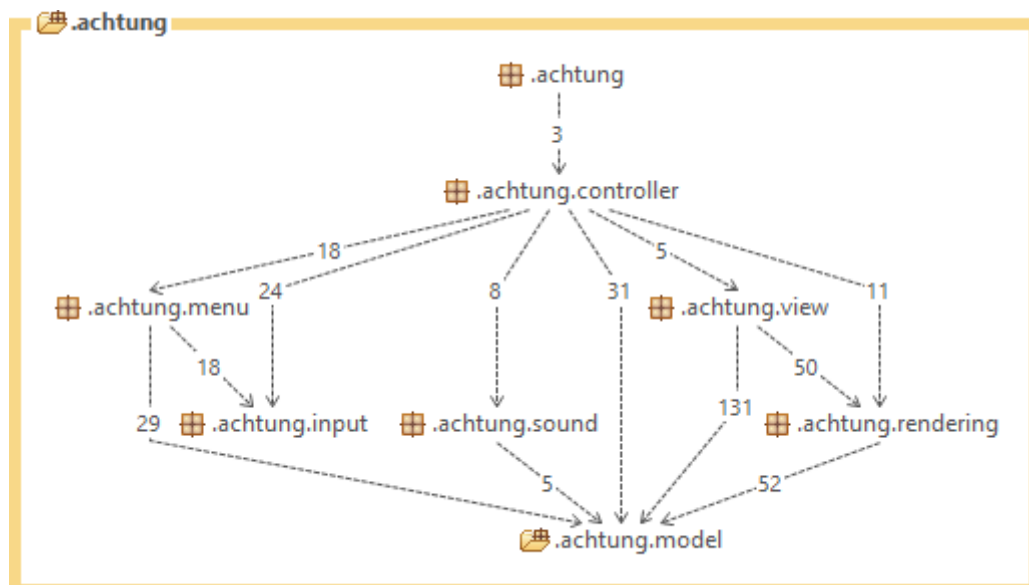 .achtung
.achtung
3
.achtung.controller
18
5
24
8
31
11
.achtung.menu
.achtung.view
18
50
29
131
.achtung.input
.achtung.sound
.achtung.rendering
5
52
.achtung.model